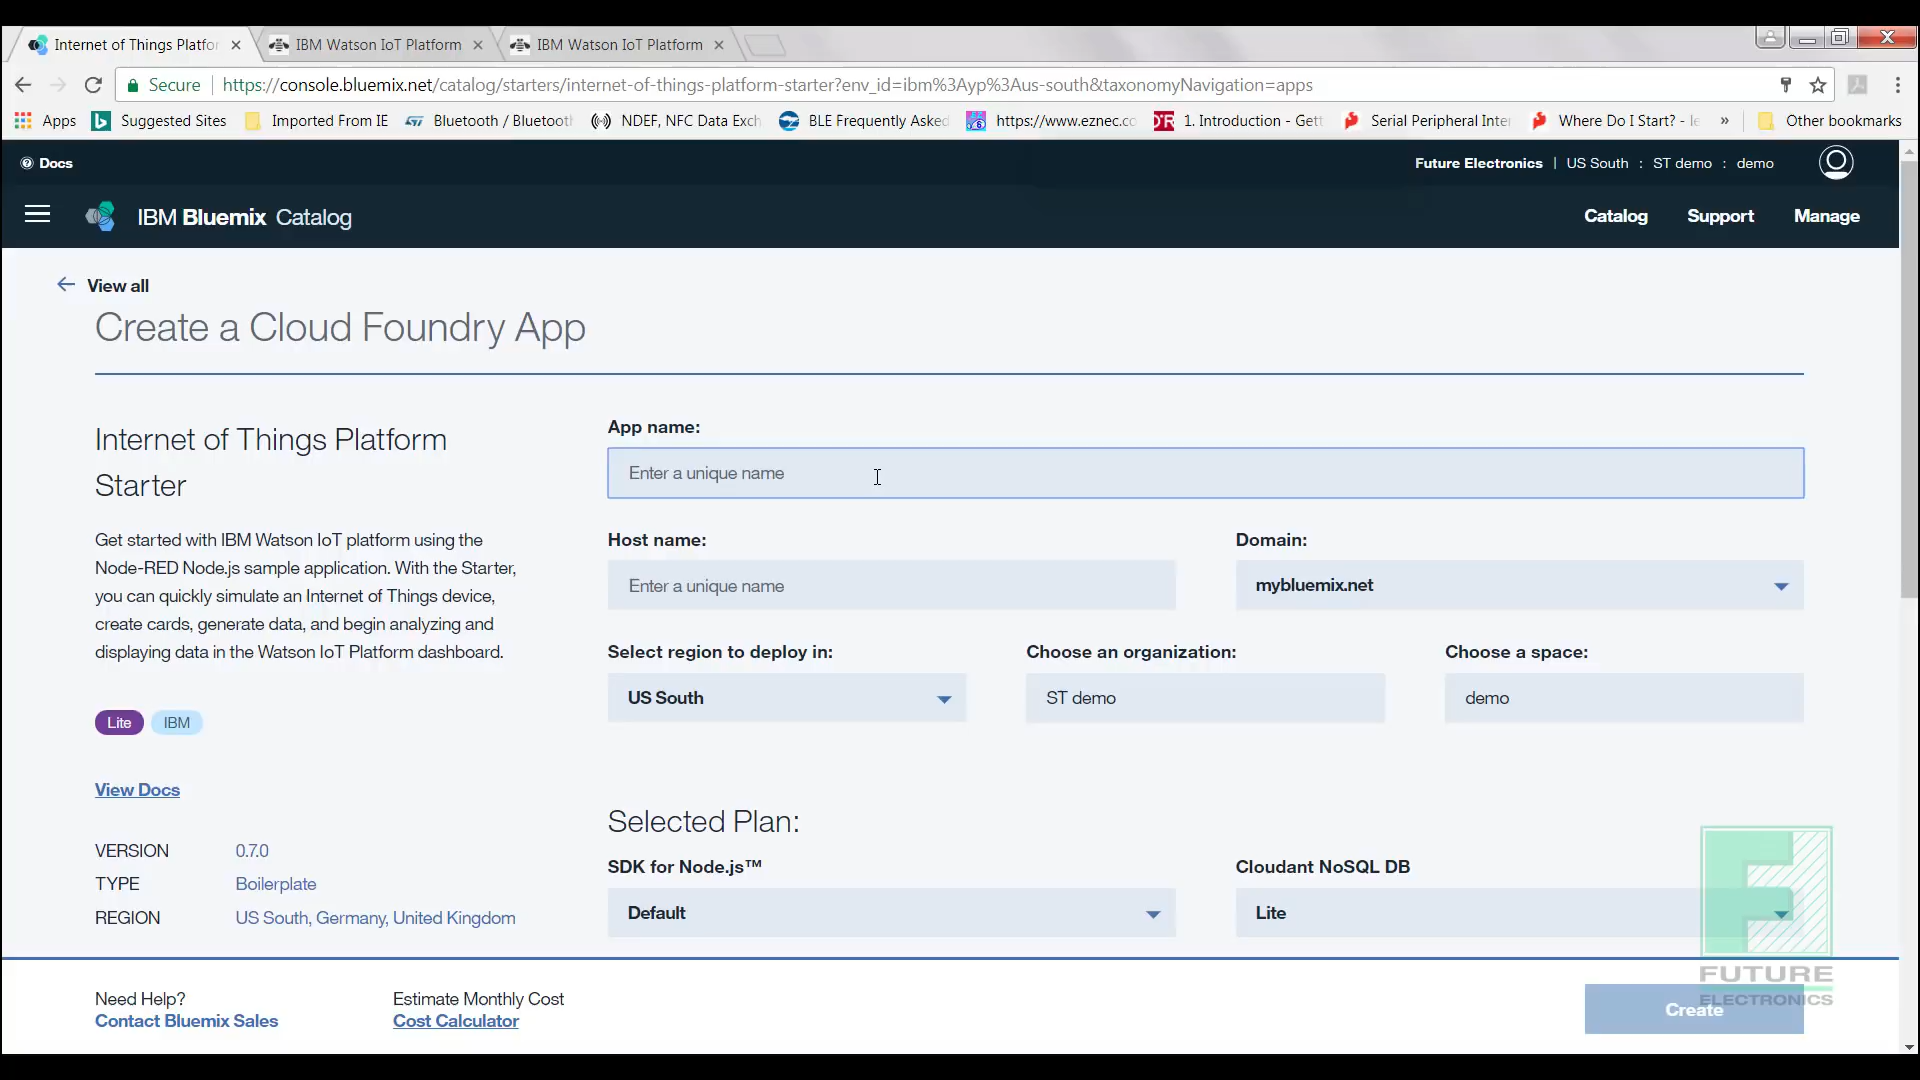 Internet of Things Platfor
IBM Watson IoT Platform
IBM Watson IoT Platform
Secure
https://console.bluemix.net/catalog/starters/internet-of-things-platform-starter?env_id=ibm%3Ayp%3Aus-south&taxonomyNavigation=apps
Apps
Suggested Sites
Imported From IE
Bluetooth / Bluetooth
NDEF, NFC Data Exch
BLE Frequently Asked
https://www.eznec.co
1. Introduction - Gett
Serial Peripheral Inter
Where Do I Start? - le
»
Other bookmarks
Docs
Future Electronics | US South : ST demo : demo
IBM Bluemix Catalog
Catalog
Support
Manage
View all
Create a Cloud Foundry App
Internet of Things Platform
Starter
Get started with IBM Watson IoT platform using the
Node-RED Node.js sample application. With the Starter,
you can quickly simulate an Internet of Things device,
create cards, generate data, and begin analyzing and
displaying data in the Watson IoT Platform dashboard.
Lite
IBM
View Docs
VERSION 0.7.0
TYPE Boilerplate
REGION US South, Germany, United Kingdom
App name:
Enter a unique name
Host name:
Enter a unique name
Domain:
mybluemix.net
Select region to deploy in:
US South
Choose an organization:
ST demo
Choose a space:
demo
Selected Plan:
SDK for Node.js™
Default
Cloudant NoSQL DB
Lite
Need Help?
Contact Bluemix Sales
Estimate Monthly Cost
Cost Calculator
Create
FUTURE
ELECTRONICS